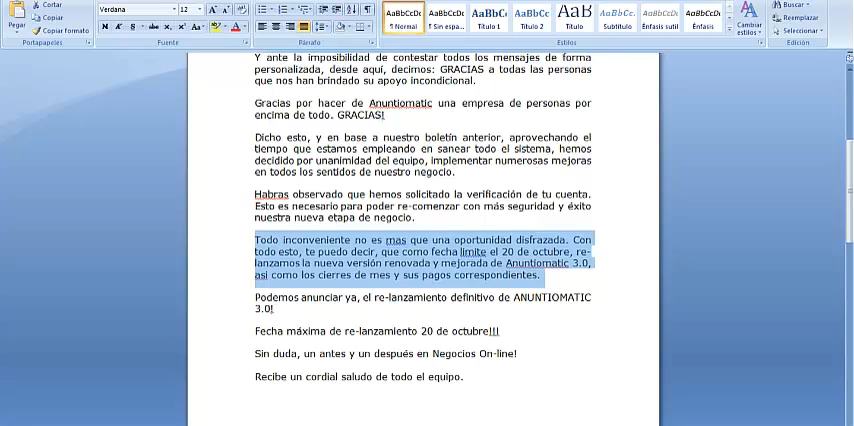 Cortar
Copiar
Copiar formato
Pegar
Portapapeles
Verdana
12
Fuente
Párrafo
AaBbCcDc
¶ Normal
AaBbCcDc
¶ Sin espa...
AaBbC
Título 1
AaBbCc
Título 2
AaB
Título
AaBbCc.
Subtítulo
AaBbCcDc
Énfasis sutil
AaBbCcDc
Énfasis
Cambiar
estilos
Estilos
Buscar
Reemplazar
Seleccionar
Edición
Y ante la imposibilidad de contestar todos los mensajes de forma
personalizada, desde aquí, decimos: GRACIAS a todas las personas
que nos han brindado su apoyo incondicional.
Gracias por hacer de Anuntiomatic una empresa de personas por
encima de todo. GRACIAS!
Dicho esto, y en base a nuestro boletín anterior, aprovechando el
tiempo que estamos empleando en sanear todo el sistema, hemos
decidido por unanimidad del equipo, implementar numerosas mejoras
en todos los sentidos de nuestro negocio.
Habras observado que hemos solicitado la verificación de tu cuenta.
Esto es necesario para poder re-comenzar con más seguridad y éxito
nuestra nueva etapa de negocio.
Todo inconveniente no es mas que una oportunidad disfrazada. Con
todo esto, te puedo decir, que como fecha limite el 20 de octubre, re-
lanzamos la nueva versión renovada y mejorada de Anuntiomatic 3.0,
asi como los cierres de mes y sus pagos correspondientes.
Podemos anunciar ya, el re-lanzamiento definitivo de ANUNTIOMATIC
3.0!
Fecha máxima de re-lanzamiento 20 de octubre!!!
Sin duda, un antes y un después en Negocios On-line!
Recibe un cordial saludo de todo el equipo.